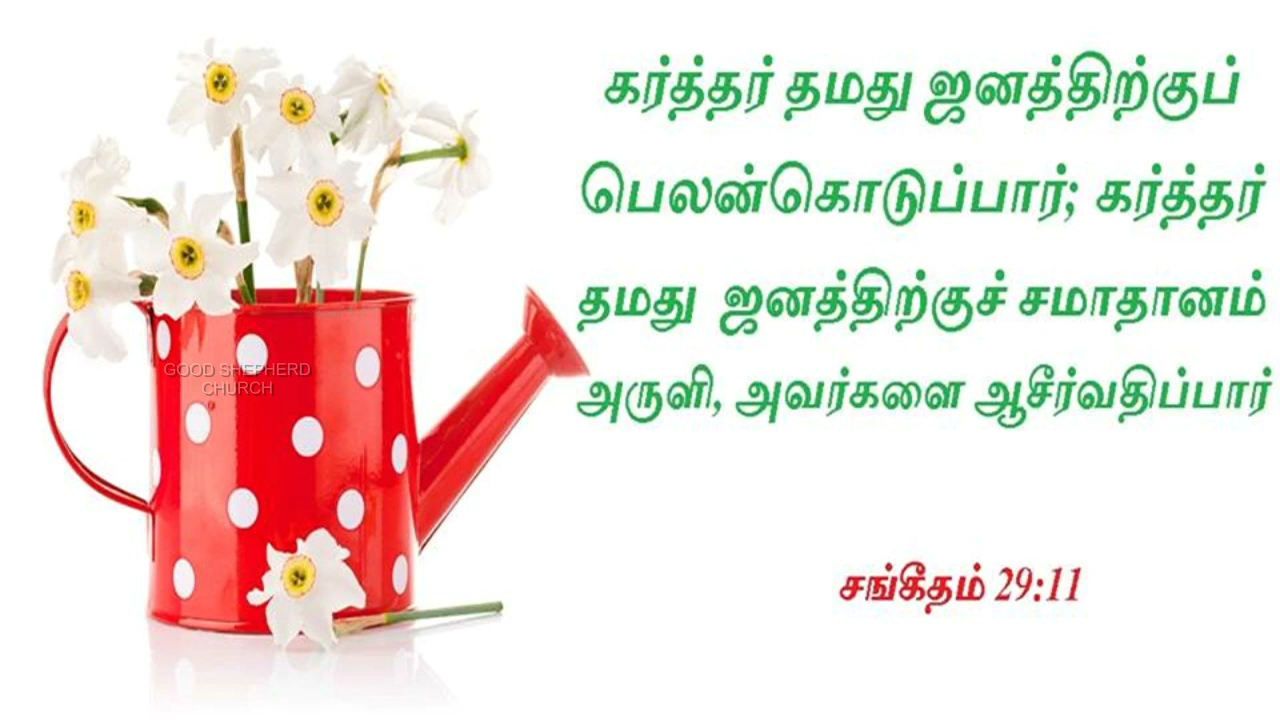 கர்த்தர் தமது ஜனத்திற்குப்
பெலன்கொடுப்பார்; கர்த்தர்
தமது ஜனத்திற்குச் சமாதானம்
அருளி, அவர்களை ஆசீர்வதிப்பார்
சங்கீதம் 29:11
GOOD SHEPHERD
CHURCH